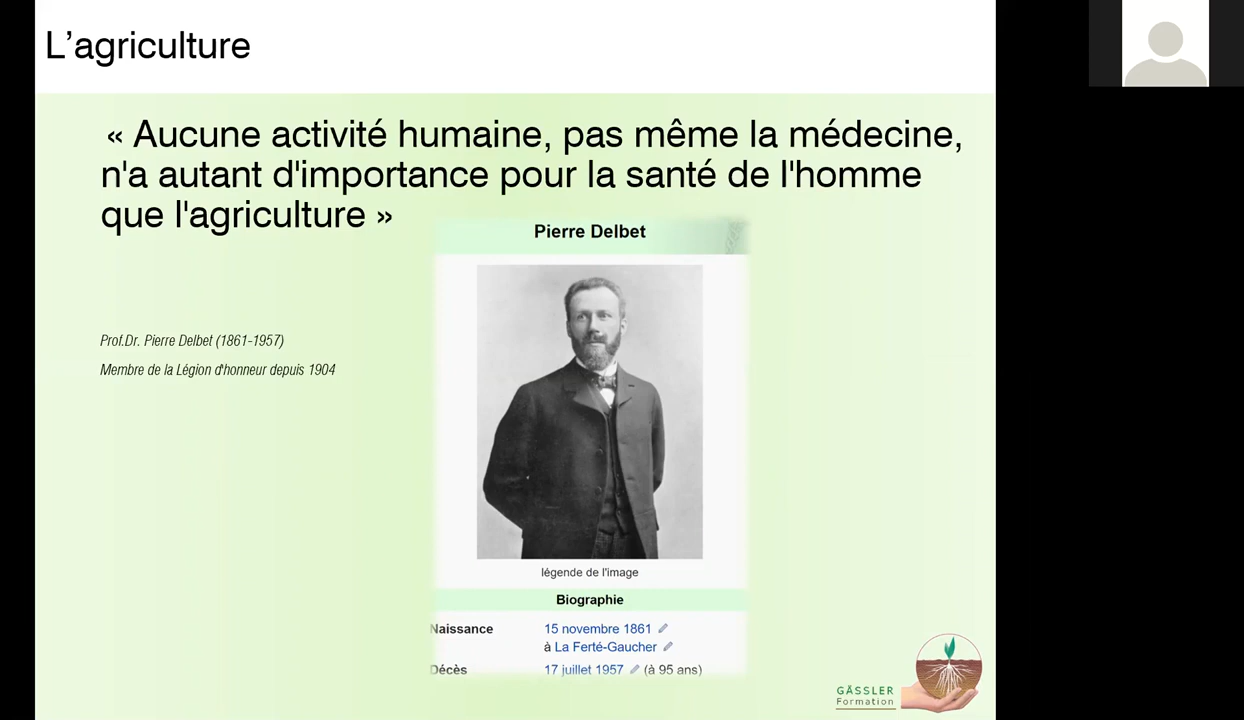 L'agriculture
« Aucune activité humaine, pas même la médecine,
n'a autant d'importance pour la santé de l'homme
que l'agriculture »
Pierre Delbet
Prof.Dr. Pierre Delbet (1861-1957)
Membre de la Légion d'honneur depuis 1904
légende de l'image
Biographie
Naissance 15 novembre 1861
à La Ferté-Gaucher
Décès 17 juillet 1957 (à 95 ans)
GÄSSLER
Formation